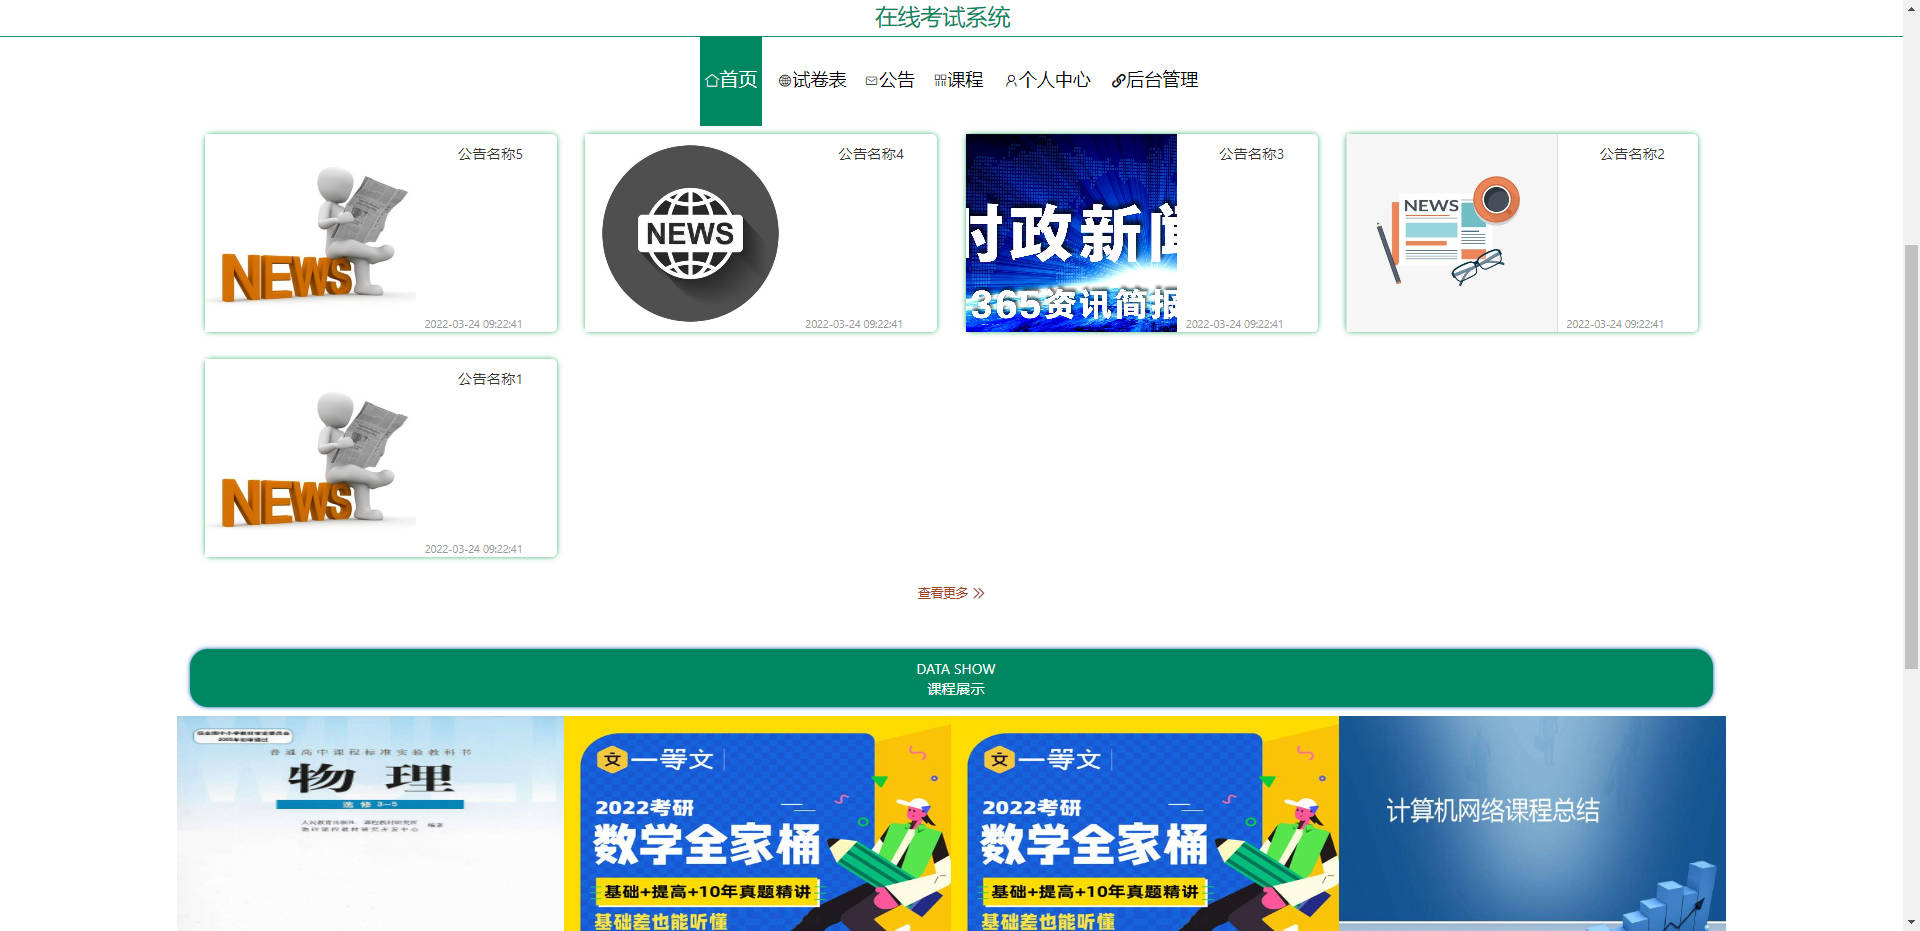 在线考试系统
首页 试卷表 公告 课程 个人中心 后台管理
公告名称5
NEWS
2022-03-24 09:22:41
公告名称4
NEWS
2022-03-24 09:22:41
公告名称3
时政新闻
365资讯简报
2022-03-24 09:22:41
公告名称2
NEWS
2022-03-24 09:22:41
公告名称1
NEWS
2022-03-24 09:22:41
查看更多
DATA SHOW
课程展示
普通高中课程标准实验教科书
物理
选修 3-5
文 一等文
2022考研
数学全家桶
基础+提高+10年真题精讲
基础差也能听懂
文 一等文
2022考研
数学全家桶
基础+提高+10年真题精讲
基础差也能听懂
计算机网络课程总结